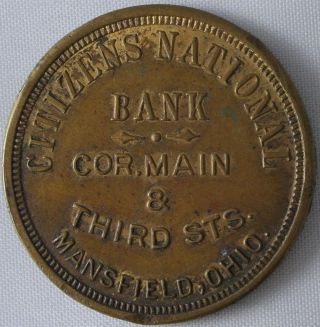 CITIZENS NATIONAL
BANK
COR. MAIN
&
THIRD STS.
MANSFIELD, OHIO.